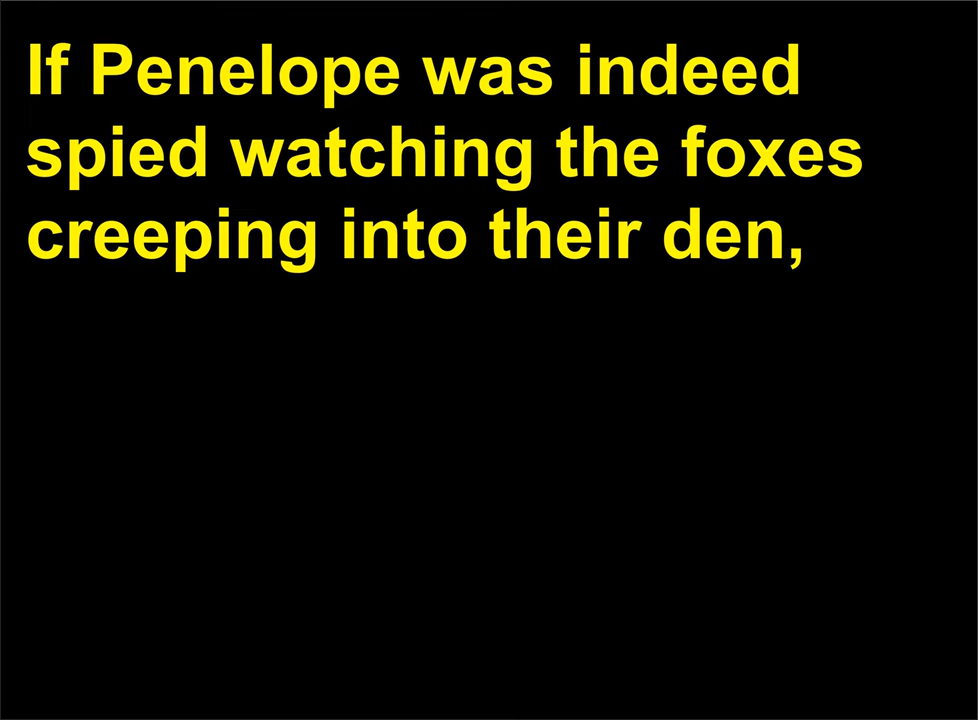 If Penelope was indeed
spied watching the foxes
creeping into their den,